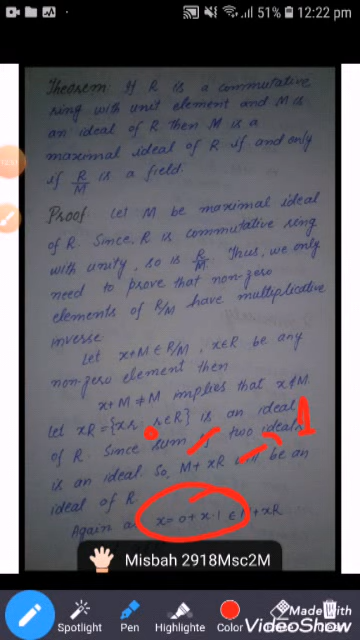 51% 12:22 pm
Theorem If R is a commutative
ring with unit element and M is
an ideal of R then M is a
maximal ideal of R if and only
if R/M is a field.
Proof. Let M be maximal ideal
of R. Since R is commutative ring
with unity, so is R/M. Thus, we only
need to prove that non-zero
elements of R/M have multiplicative
inverse.
Let x+M ∈ R/M, x∈R be any
non-zero element then
x+M ≠ M implies that x∉M.
Let xR = {xr; r∈R} is an ideal 1
of R. Since sum of two ideals
is an ideal. So, M+xR will be an
ideal of R.
Again x=0+x·1 ∈ +xR
Misbah 2918Msc2M
Spotlight Pen Highlighte Color
Made with
VideoShow